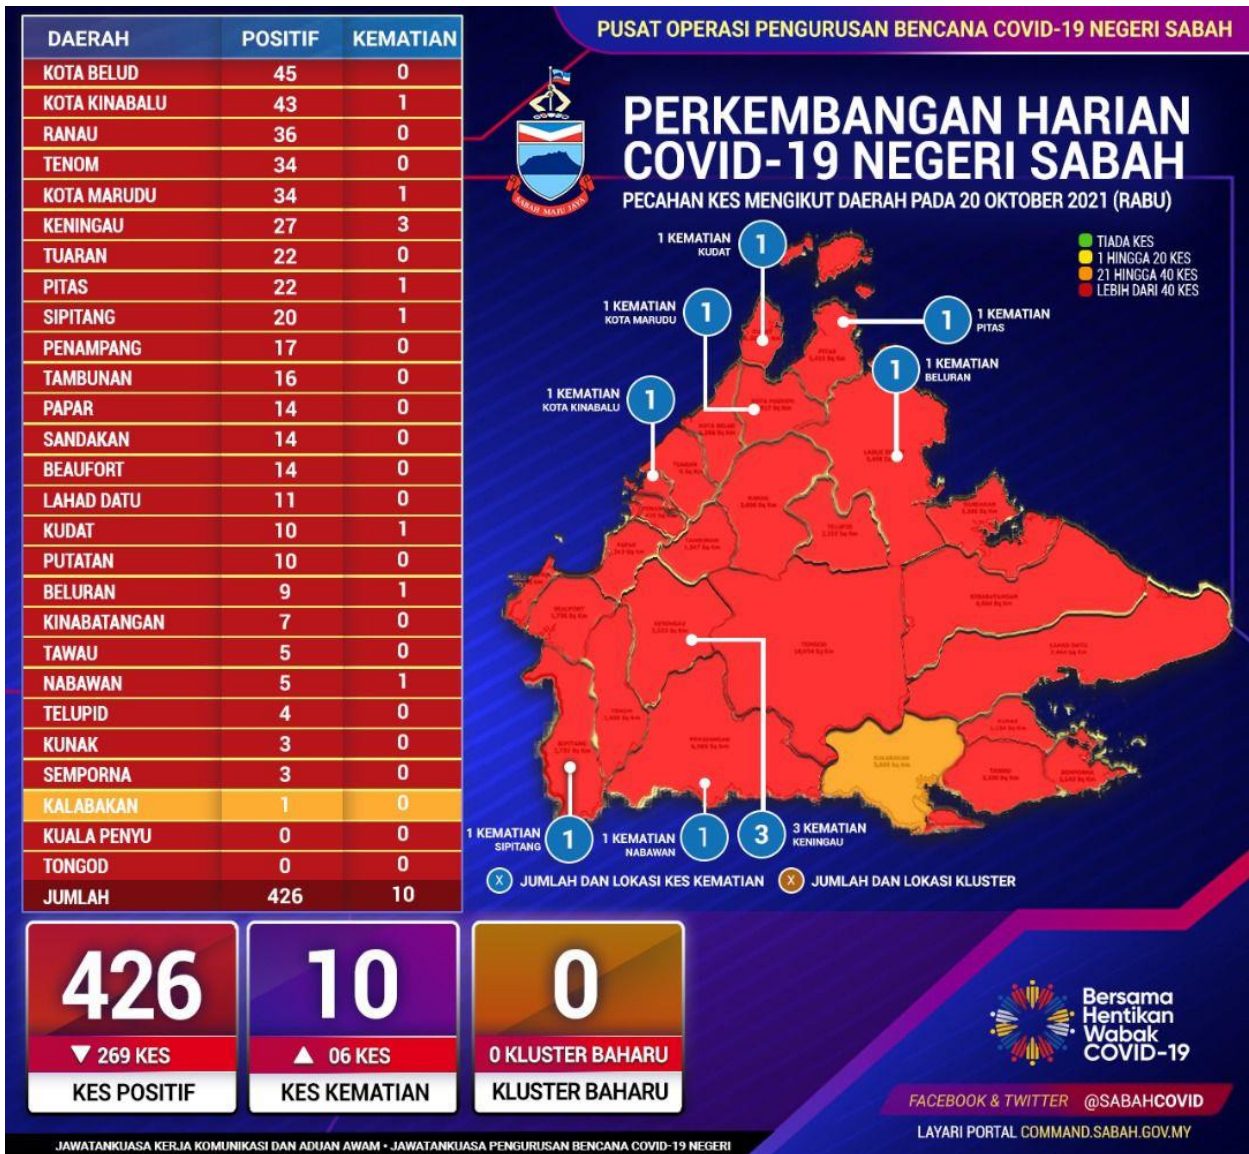 DAERAH POSITIF KEMATIAN
KOTA BELUD 45 0
KOTA KINABALU 43 1
RANAU 36 0
TENOM 34 0
KOTA MARUDU 34 1
KENINGAU 27 3
TUARAN 22 0
PITAS 22 1
SIPITANG 20 1
PENAMPANG 17 0
TAMBUNAN 16 0
PAPAR 14 0
SANDAKAN 14 0
BEAUFORT 14 0
LAHAD DATU 11 0
KUDAT 10 1
PUTATAN 10 0
BELURAN 9 1
KINABATANGAN 7 0
TAWAU 5 0
NABAWAN 5 1
TELUPID 4 0
KUNAK 3 0
SEMPORNA 3 0
KALABAKAN 1 0
KUALA PENYU 0 0
TONGOD 0 0
JUMLAH 426 10
PUSAT OPERASI PENGURUSAN BENCANA COVID-19 NEGERI SABAH
SABAH MAJU JAYA
PERKEMBANGAN HARIAN
COVID-19 NEGERI SABAH
PECAHAN KES MENGIKUT DAERAH PADA 20 OKTOBER 2021 (RABU)
TIADA KES
1 HINGGA 20 KES
21 HINGGA 40 KES
LEBIH DARI 40 KES
1 KEMATIAN
KUDAT
1
1 KEMATIAN
KOTA MARUDU
1
1 KEMATIAN
PITAS
1
1 KEMATIAN
BELURAN
1
1 KEMATIAN
KOTA KINABALU
1
1 KEMATIAN
SIPITANG
1
1 KEMATIAN
NABAWAN
1
3 KEMATIAN
KENINGAU
3
X JUMLAH DAN LOKASI KES KEMATIAN
X JUMLAH DAN LOKASI KLUSTER
426
▼ 269 KES
KES POSITIF
10
▲ 06 KES
KES KEMATIAN
0
0 KLUSTER BAHARU
KLUSTER BAHARU
Bersama
Hentikan
Wabak
COVID-19
FACEBOOK & TWITTER @SABAHCOVID
LAYARI PORTAL COMMAND.SABAH.GOV.MY
JAWATANKUASA KERJA KOMUNIKASI DAN ADUAN AWAM • JAWATANKUASA PENGURUSAN BENCANA COVID-19 NEGERI